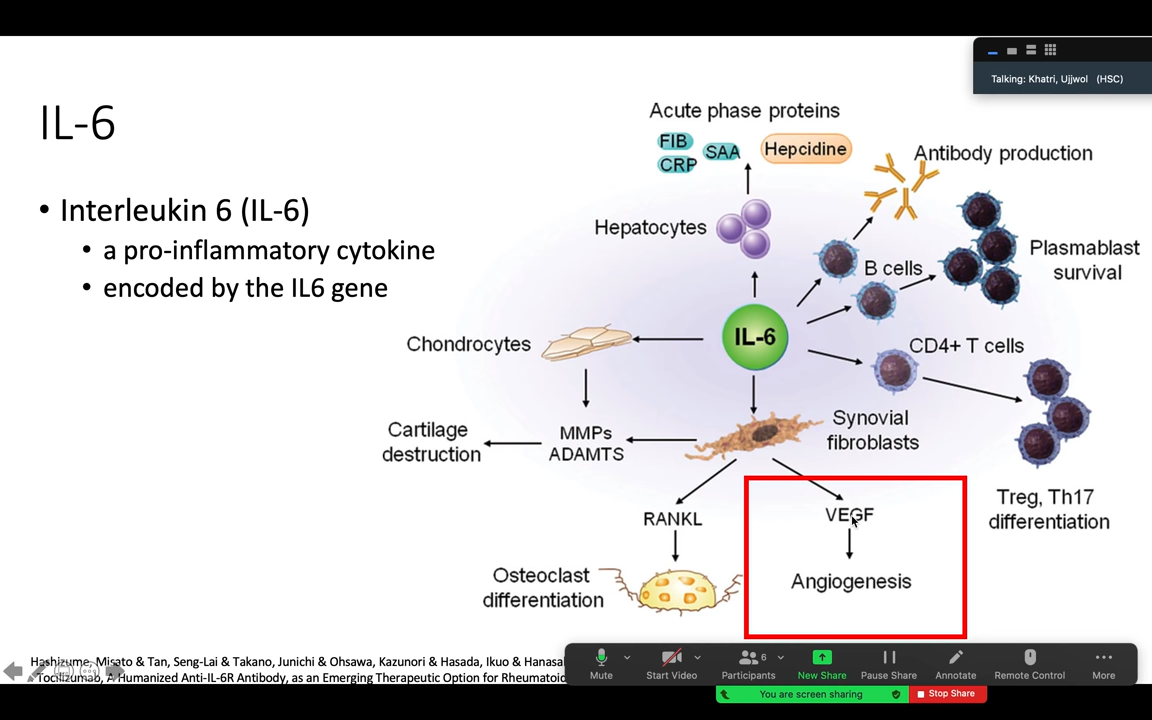 Talking: Khatri, Ujjwol (HSC)
IL-6
• Interleukin 6 (IL-6)
• a pro-inflammatory cytokine
• encoded by the IL6 gene
Acute phase proteins
FIB
CRP
SAA
Hepcidine
Antibody production
Hepatocytes
B cells
Plasmablast
survival
IL-6
Chondrocytes
CD4+ T cells
Synovial
fibroblasts
Cartilage
destruction
MMPs
ADAMTS
Treg, Th17
differentiation
RANKL
VEGF
Osteoclast
differentiation
Angiogenesis
Hashizume, Misato & Tan, Seng-Lai & Takano, Junichi & Ohsawa, Kazunori & Hasada, Ikuo & Hanasal
Tocilizumab, A Humanized Anti-IL-6R Antibody, as an Emerging Therapeutic Option for Rheumatoid
Mute
Start Video
6
Participants
New Share
Pause Share
Annotate
Remote Control
More
You are screen sharing
Stop Share